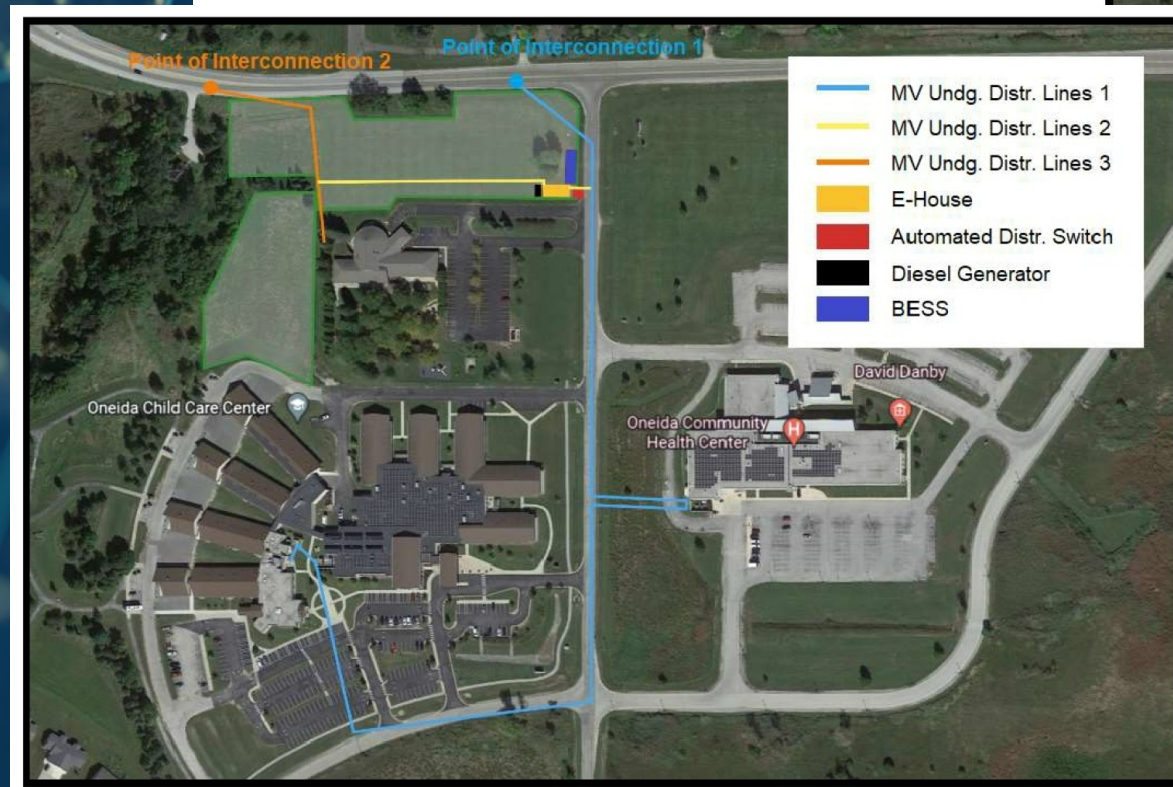 Point of Interconnection 1
Point of Interconnection 2
MV Undg. Distr. Lines 1
MV Undg. Distr. Lines 2
MV Undg. Distr. Lines 3
E-House
Automated Distr. Switch
Diesel Generator
BESS
David Danby
Oneida Child Care Center
Oneida Community
Health Center
H